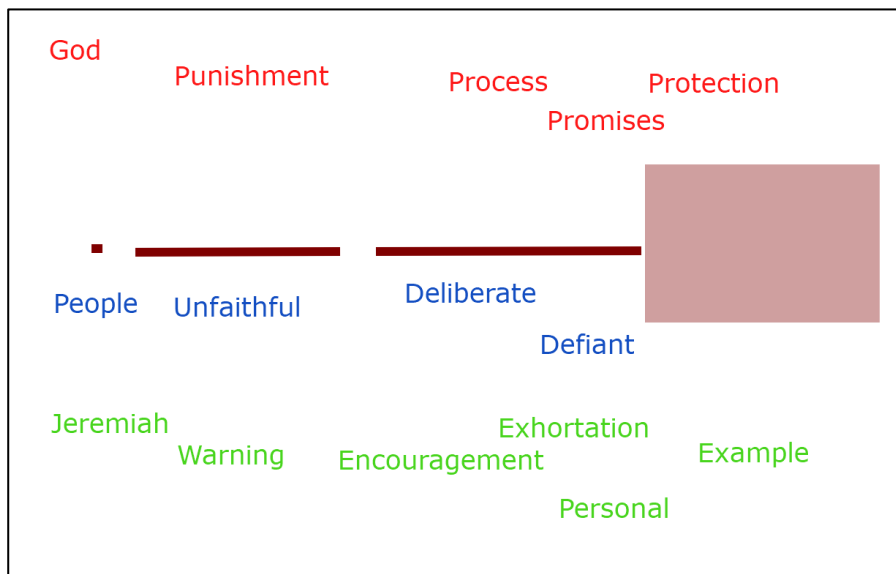 God
Punishment
Process
Protection
Promises
People
Unfaithful
Deliberate
Defiant
Jeremiah
Warning
Encouragement
Exhortation
Example
Personal